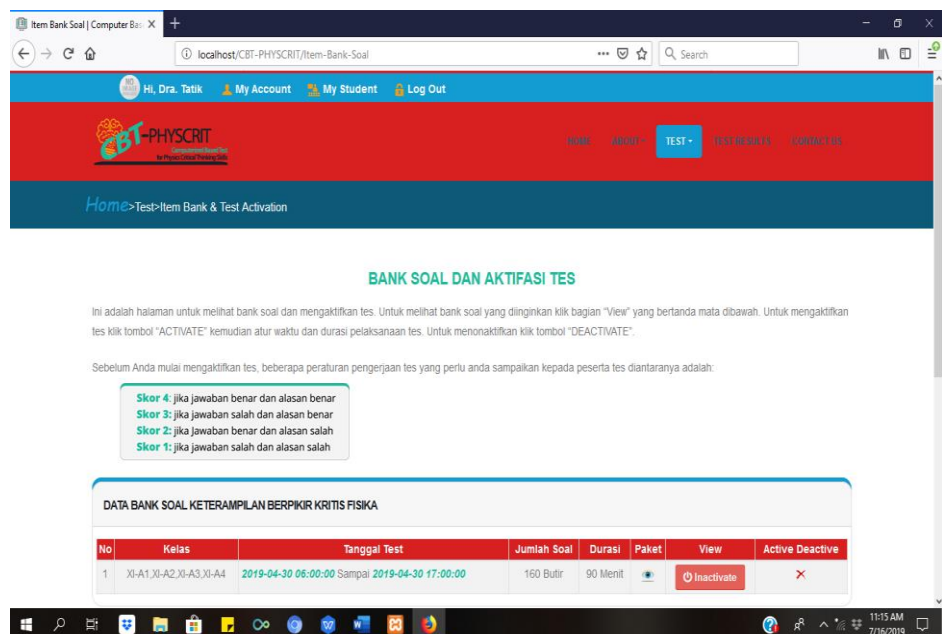 Item Bank Soal | Computer Bas
localhost/CBT-PHYSCRIT/Item-Bank-Soal
Search
Hi, Dra. Tatik My Account My Student Log Out
CBT-PHYSCRIT
Computerized Based Test
for Physics Critical Thinking Skills
HOME ABOUT TEST TEST RESULTS CONTACT US
Home>Test>Item Bank & Test Activation
BANK SOAL DAN AKTIFASI TES
Ini adalah halaman untuk melihat bank soal dan mengaktifkan tes. Untuk melihat bank soal yang diinginkan klik bagian "View" yang bertanda mata dibawah. Untuk mengaktifkan
tes klik tombol "ACTIVATE" kemudian atur waktu dan durasi pelaksanaan tes. Untuk menonaktifkan klik tombol "DEACTIVATE".
Sebelum Anda mulai mengaktifkan tes, beberapa peraturan pengerjaan tes yang perlu anda sampaikan kepada peserta tes diantaranya adalah:
Skor 4: jika jawaban benar dan alasan benar
Skor 3: jika jawaban salah dan alasan benar
Skor 2: jika jawaban benar dan alasan salah
Skor 1: jika jawaban salah dan alasan salah
DATA BANK SOAL KETERAMPILAN BERPIKIR KRITIS FISIKA
No Kelas Tanggal Test Jumlah Soal Durasi Paket View Active Deactive
1 XI-A1,XI-A2,XI-A3,XI-A4 2019-04-30 06:00:00 Sampai 2019-04-30 17:00:00 160 Butir 90 Menit Inactivate
11:15 AM
7/16/2019